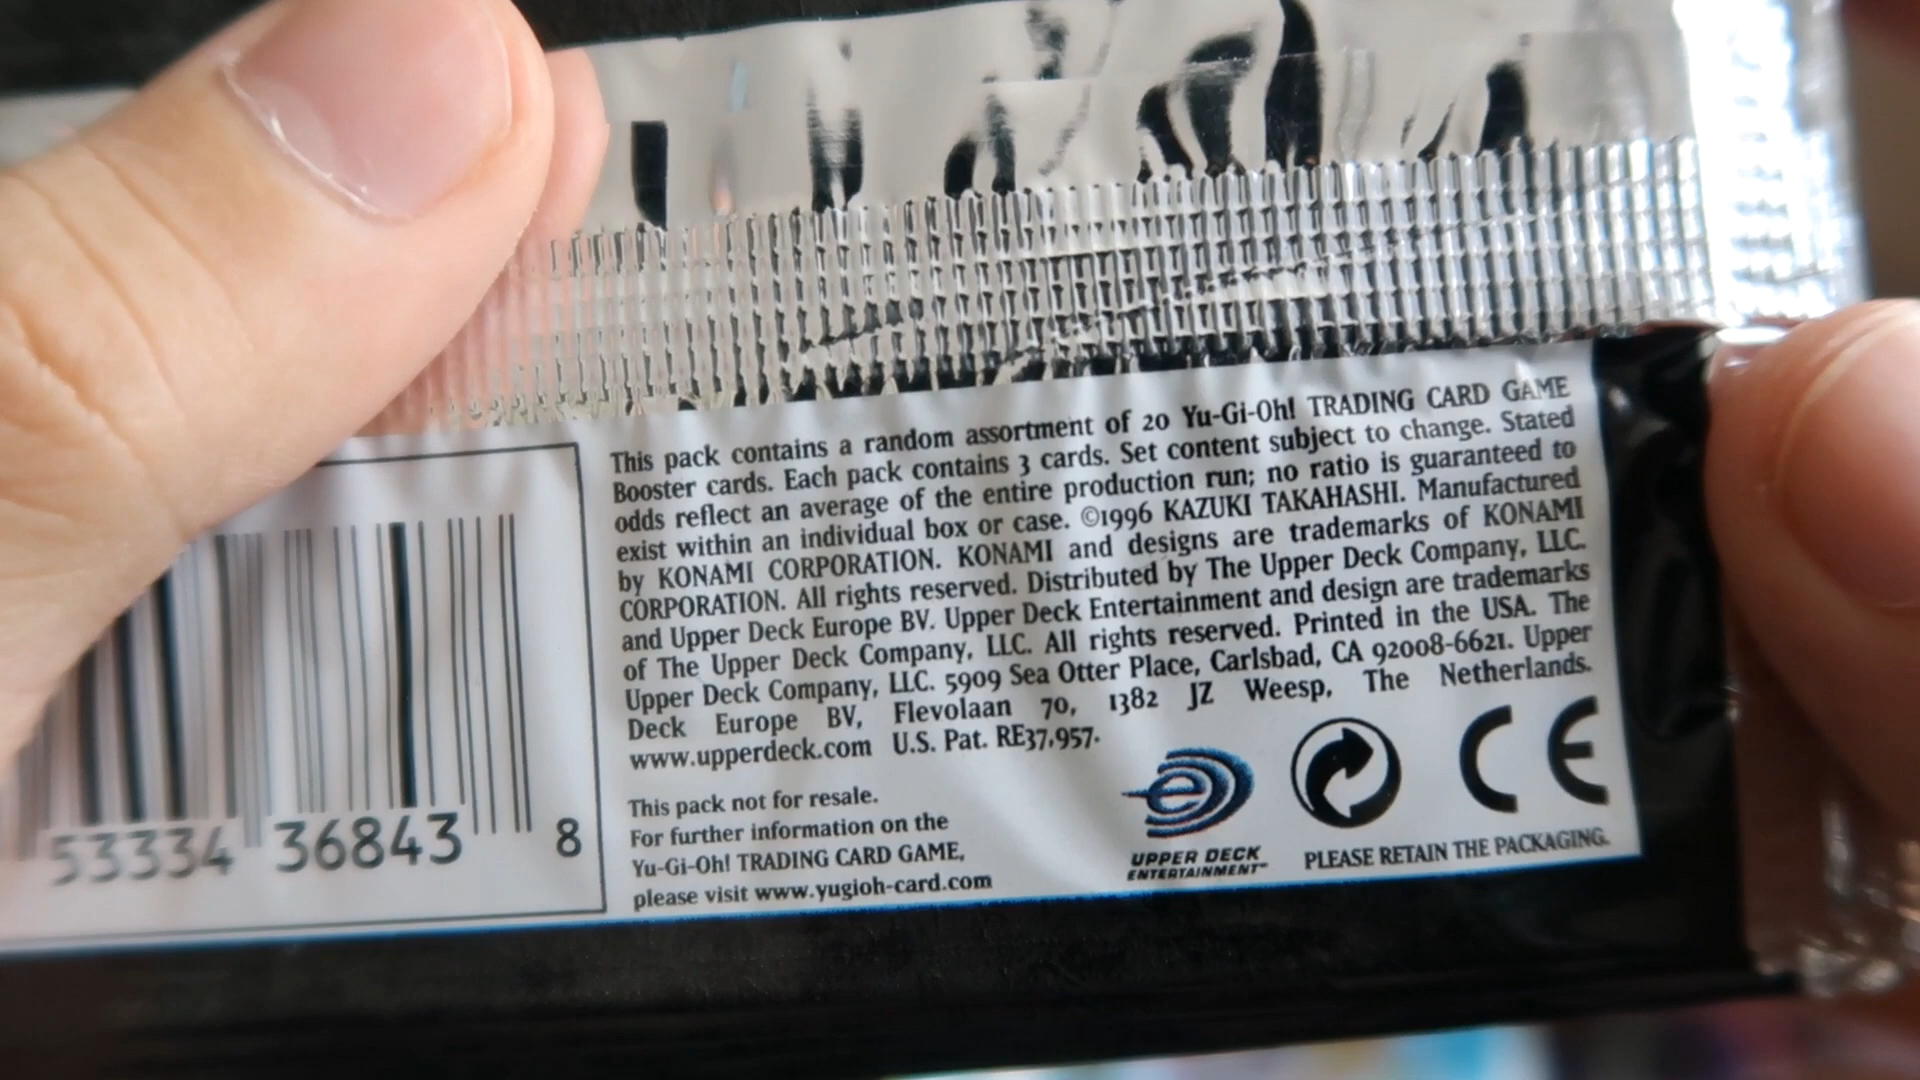 This pack contains a random assortment of 20 Yu-Gi-Oh! TRADING CARD GAME
Booster cards. Each pack contains 3 cards. Set content subject to change. Stated
odds reflect an average of the entire production run; no ratio is guaranteed to
exist within an individual box or case. ©1996 KAZUKI TAKAHASHI. Manufactured
by KONAMI CORPORATION. KONAMI and designs are trademarks of KONAMI
CORPORATION. All rights reserved. Distributed by The Upper Deck Company, LLC.
and Upper Deck Europe BV. Upper Deck Entertainment and design are trademarks
of The Upper Deck Company, LLC. All rights reserved. Printed in the USA. The
Upper Deck Company, LLC. 5909 Sea Otter Place, Carlsbad, CA 92008-6621. Upper
Deck Europe BV, Flevolaan 70, 1382 JZ Weesp, The Netherlands.
www.upperdeck.com U.S. Pat. RE37,957.
This pack not for resale.
For further information on the
Yu-Gi-Oh! TRADING CARD GAME,
please visit www.yugioh-card.com
53334 36843 8
e
UPPER DECK
ENTERTAINMENT™
CE
PLEASE RETAIN THE PACKAGING.